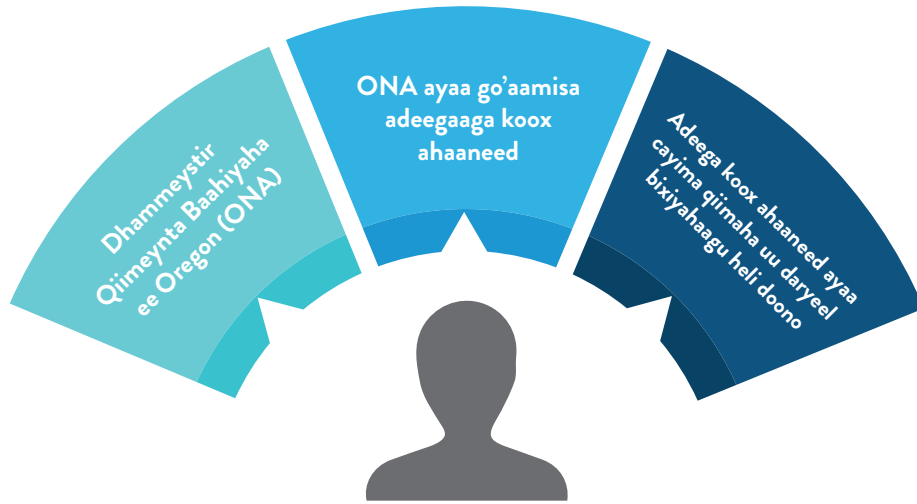 Dhammeystir
Qiimeynta Baahiyaha
ee Oregon (ONA)
ONA ayaa go'aamisa
adeegaaga koox
ahaaneed
Adeega koox ahaaneed ayaa
cayima qiimaha uu daryeel
bixiyahaagu heli doono